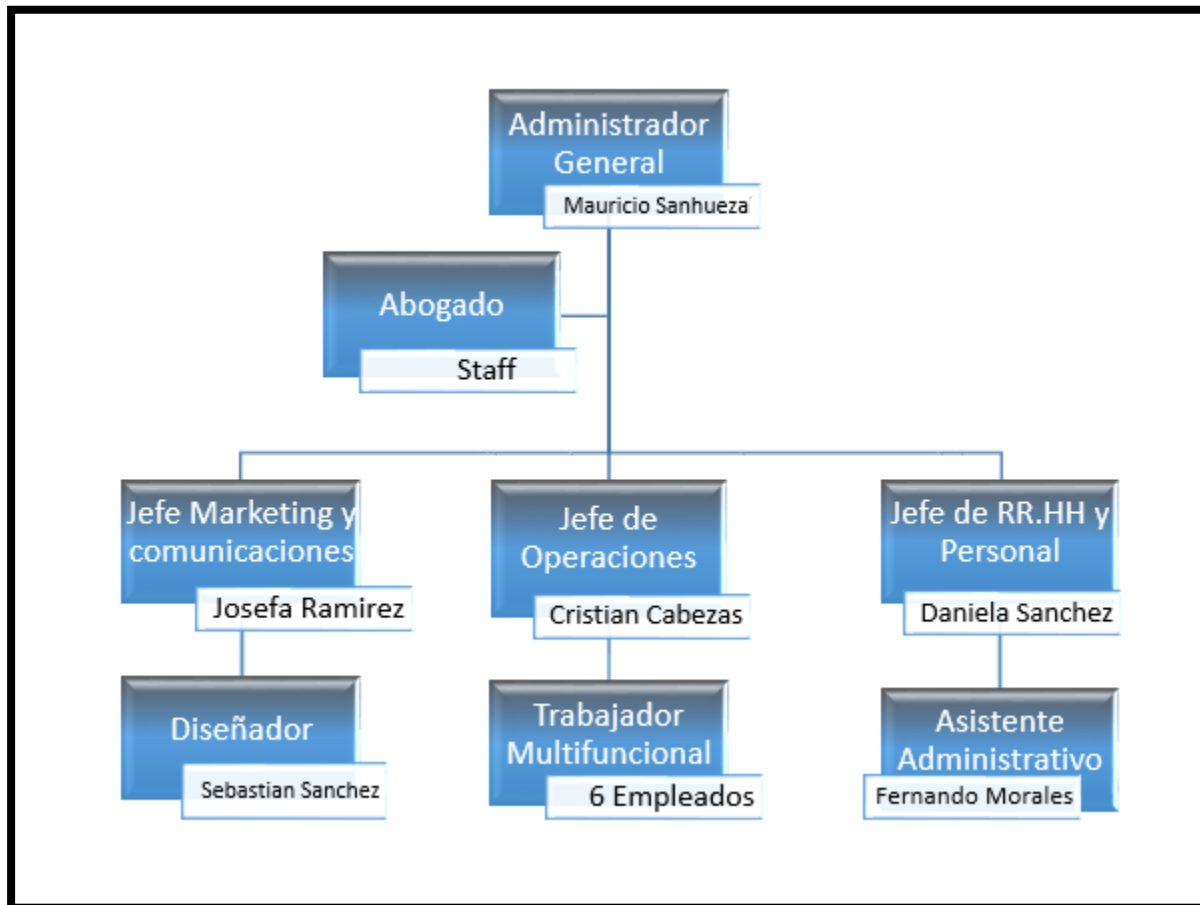 Administrador
General
Mauricio Sanhueza
Abogado
Staff
Jefe Marketing y
comunicaciones
Josefa Ramirez
Jefe de
Operaciones
Cristian Cabezas
Jefe de RR.HH y
Personal
Daniela Sanchez
Diseñador
Sebastian Sanchez
Trabajador
Multifuncional
6 Empleados
Asistente
Administrativo
Fernando Morales